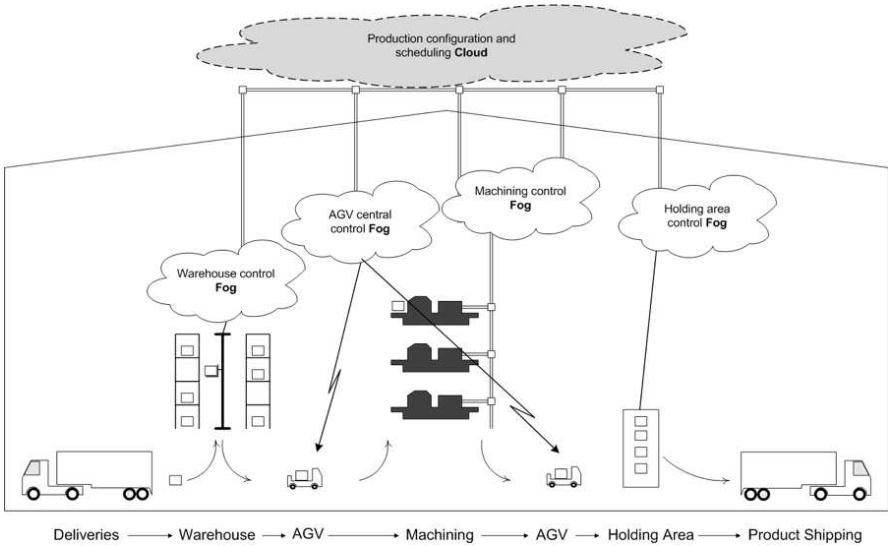 Production configuration and
scheduling Cloud
Machining control
Fog
AGV central
control Fog
Holding area
control Fog
Warehouse control
Fog
Deliveries Warehouse AGV Machining AGV Holding Area Product Shipping